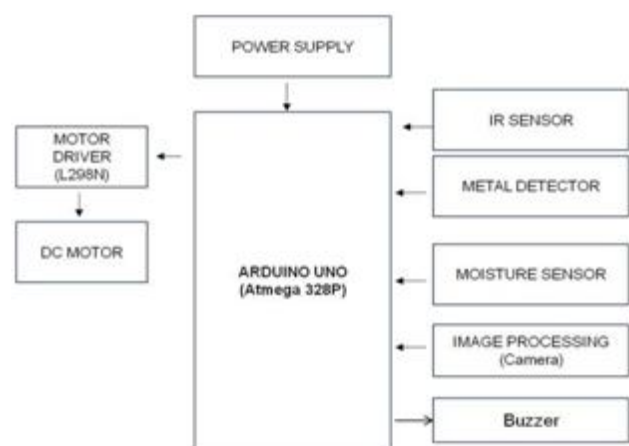 POWER SUPPLY
IR SENSOR
MOTOR
DRIVER
(L298N)
METAL DETECTOR
DC MOTOR
ARDUINO UNO
(Atmega 328P)
MOISTURE SENSOR
IMAGE PROCESSING
(Camera)
Buzzer